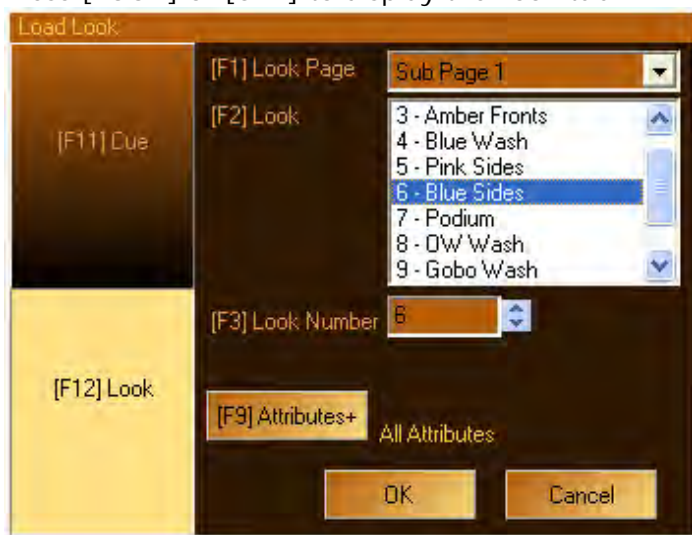 Load Look
[F11] Cue
[F12] Look
[F1] Look Page
Sub Page 1
[F2] Look
3 - Amber Fronts
4 - Blue Wash
5 - Pink Sides
6 - Blue Sides
7 - Podium
8 - OW Wash
9 - Gobo Wash
[F3] Look Number
6
[F9] Attributes+
All Attributes
OK
Cancel